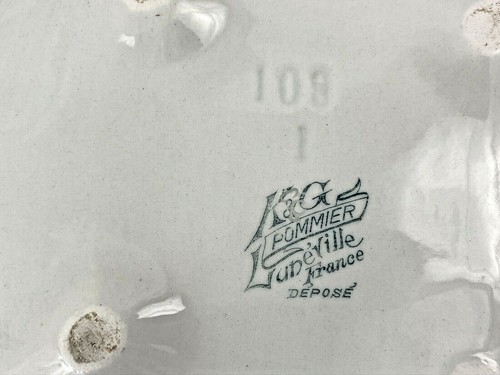 108
1
K&G
POMMIER
Lunéville
France
DÉPOSÉ